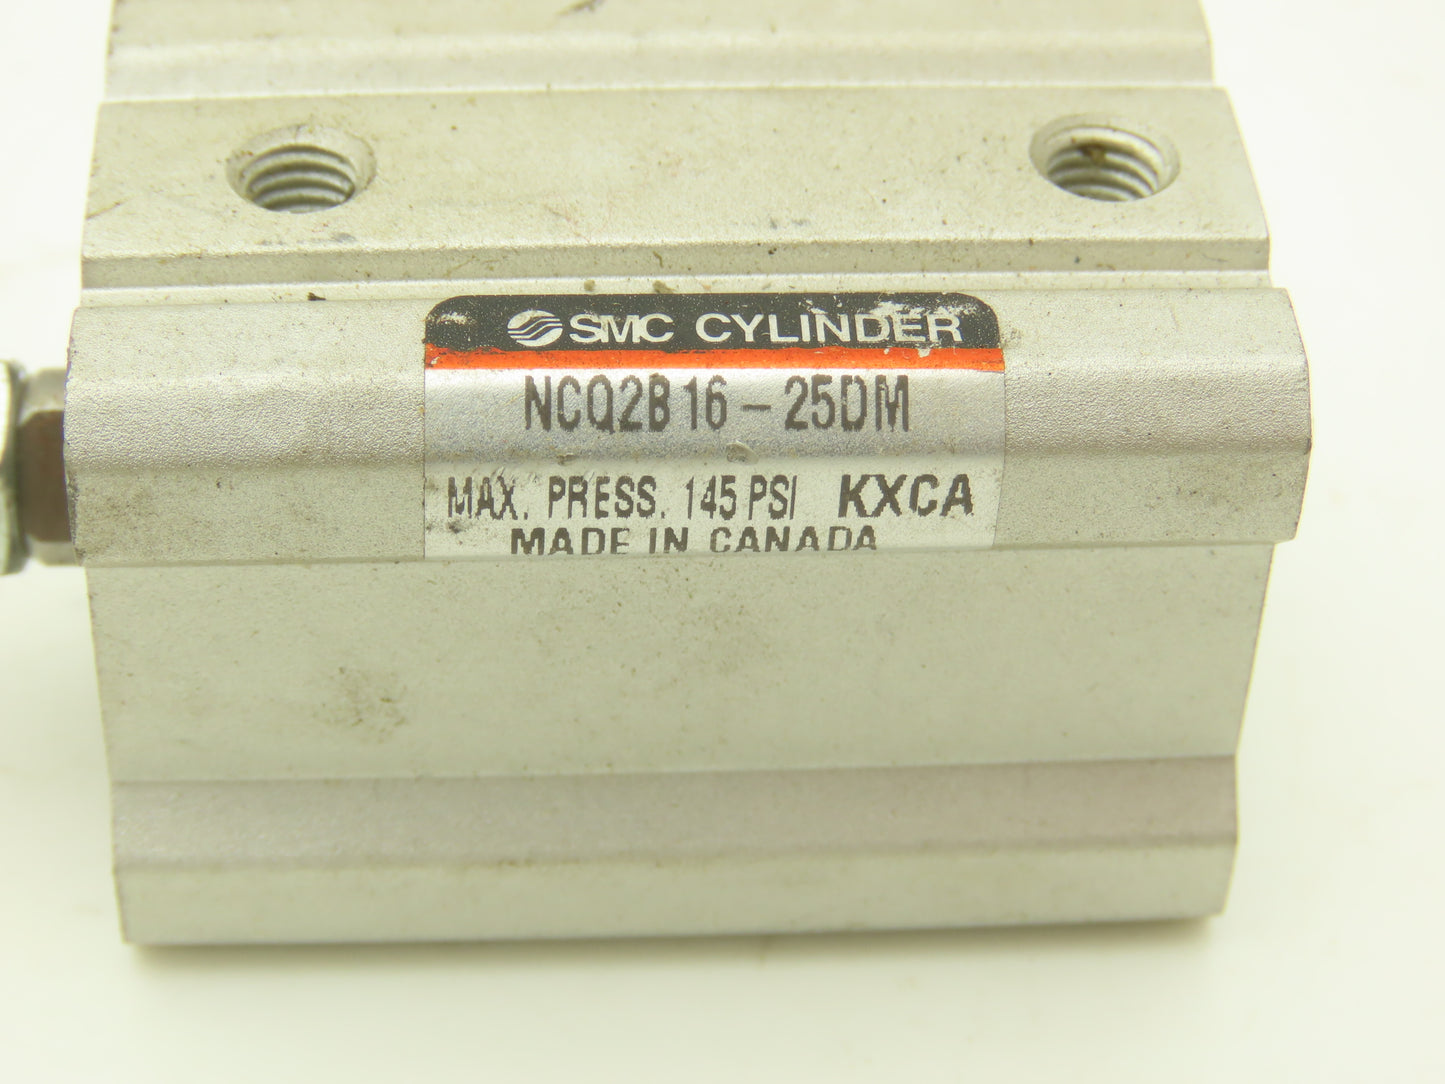 SMC CYLINDER
NCQ2B16-25DM
MAX. PRESS. 145 PSI KXCA
MADE IN CANADA